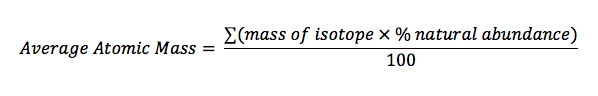 Average Atomic Mass = ∑(mass of isotope × % natural abundance)
100